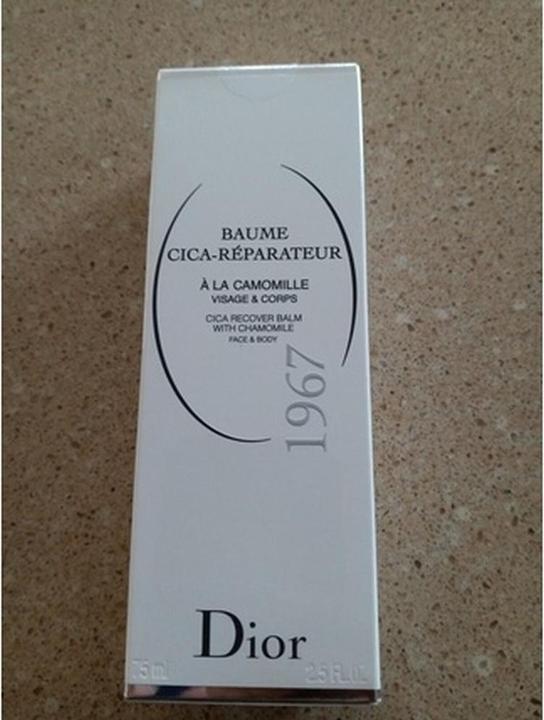 BAUME
CICA-RÉPARATEUR
À LA CAMOMILLE
VISAGE & CORPS
CICA RECOVER BALM
WITH CHAMOMILE
FACE & BODY
1967
Dior
75 ml 2.5 FL.OZ